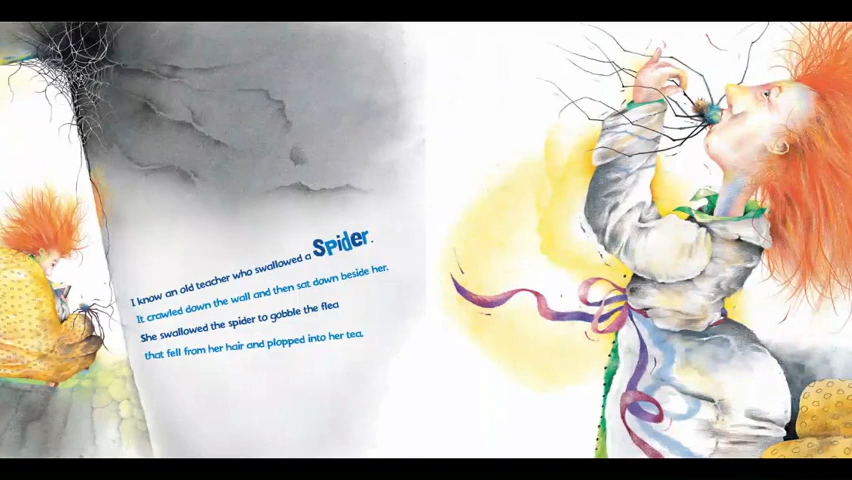 I know an old teacher who swallowed a Spider.
It crawled down the wall and then sat down beside her.
She swallowed the spider to gobble the flea
that fell from her hair and plopped into her tea.